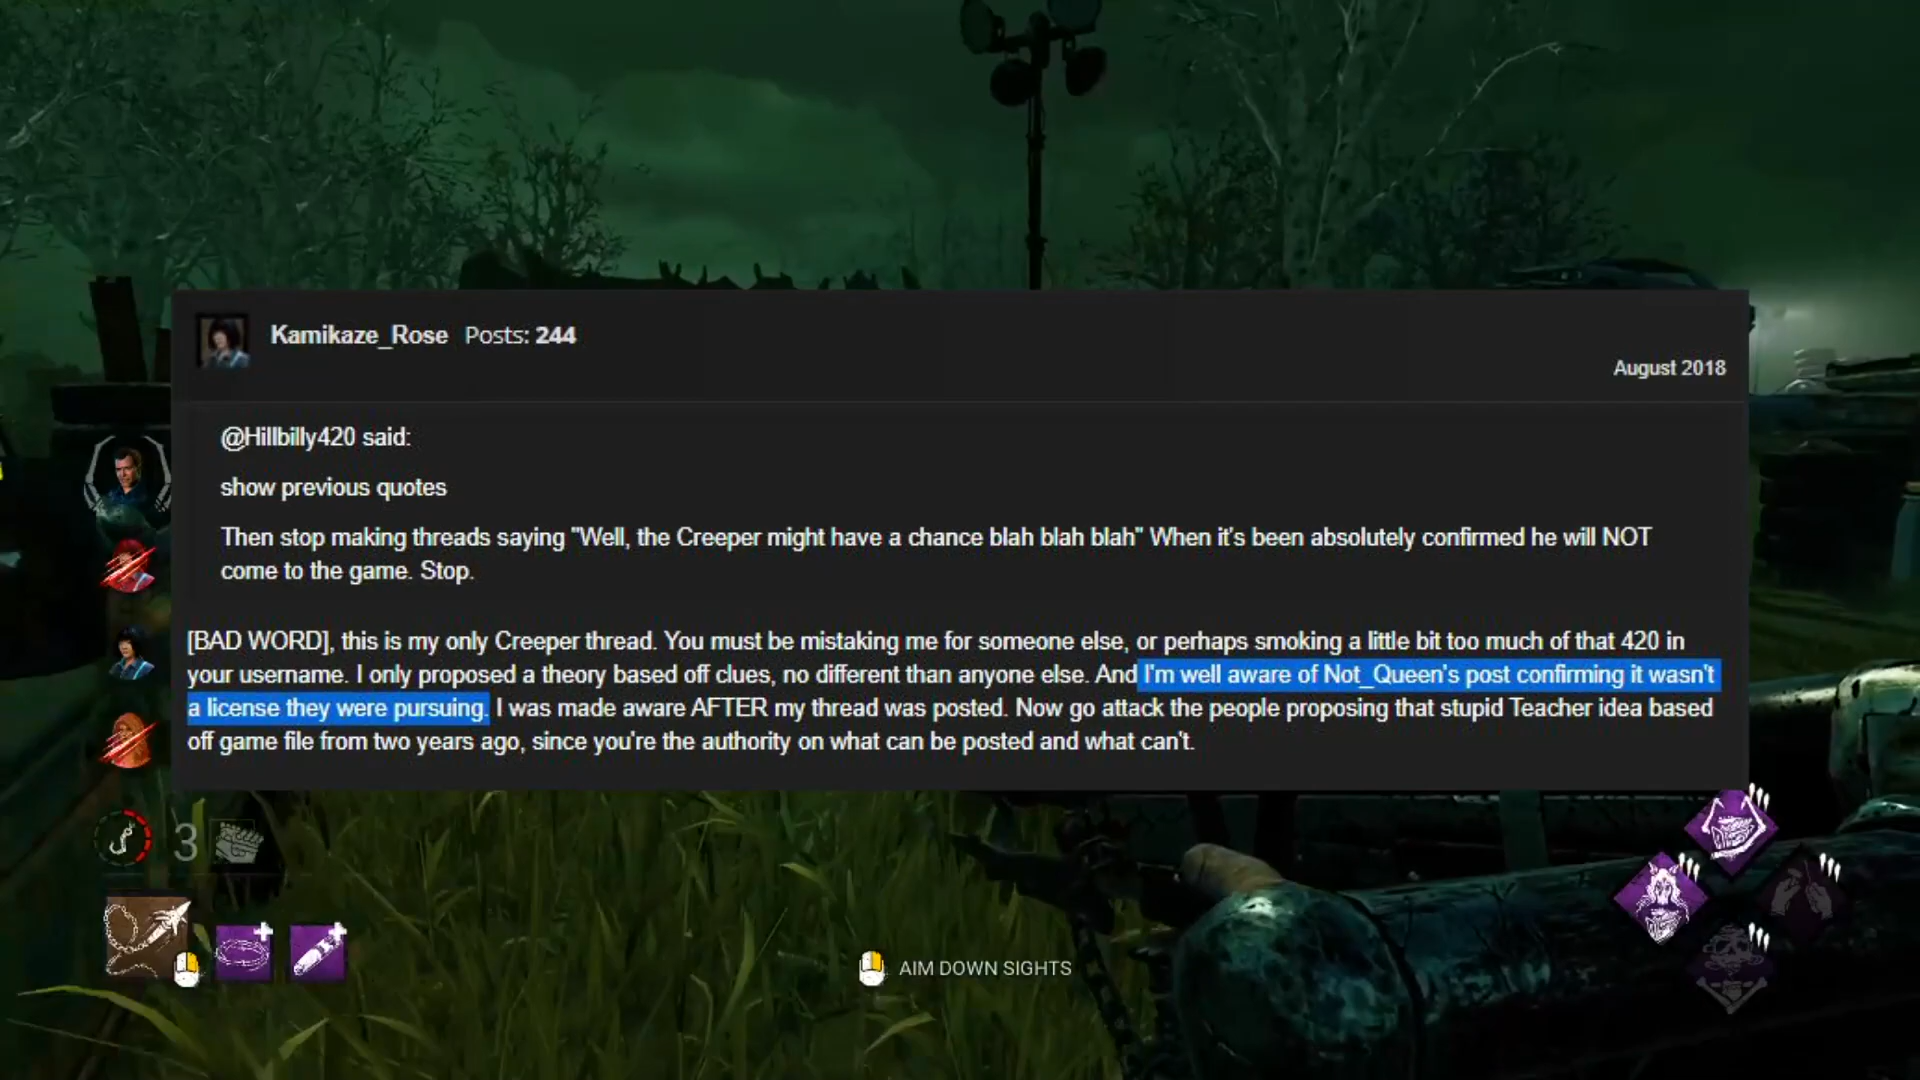 Kamikaze_Rose Posts: 244
August 2018
@Hillbilly420 said:
show previous quotes
Then stop making threads saying "Well, the Creeper might have a chance blah blah blah" When it's been absolutely confirmed he will NOT
come to the game. Stop.
[BAD WORD], this is my only Creeper thread. You must be mistaking me for someone else, or perhaps smoking a little bit too much of that 420 in
your username. I only proposed a theory based off clues, no different than anyone else. And I'm well aware of Not_Queen's post confirming it wasn't
a license they were pursuing. I was made aware AFTER my thread was posted. Now go attack the people proposing that stupid Teacher idea based
off game file from two years ago, since you're the authority on what can be posted and what can't.
3
AIM DOWN SIGHTS